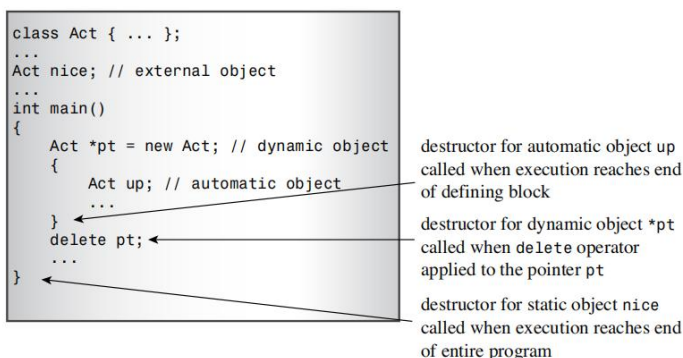 class Act { ... };
...
Act nice; // external object
...
int main()
{
Act *pt = new Act; // dynamic object
{
Act up; // automatic object
...
}
delete pt;
...
}
destructor for automatic object up
called when execution reaches end
of defining block
destructor for dynamic object *pt
called when delete operator
applied to the pointer pt
destructor for static object nice
called when execution reaches end
of entire program